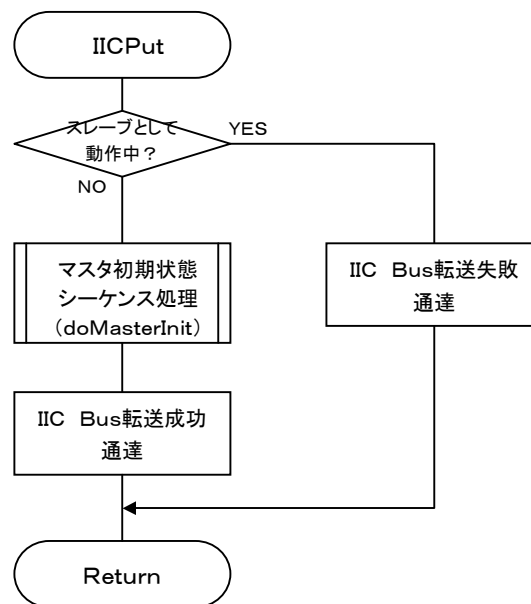 IICPut
スレーブとして
動作中？
YES
NO
マスタ初期状態
シーケンス処理
（doMasterInit）
IIC　Bus転送失敗
通達
IIC　Bus転送成功
通達
Return